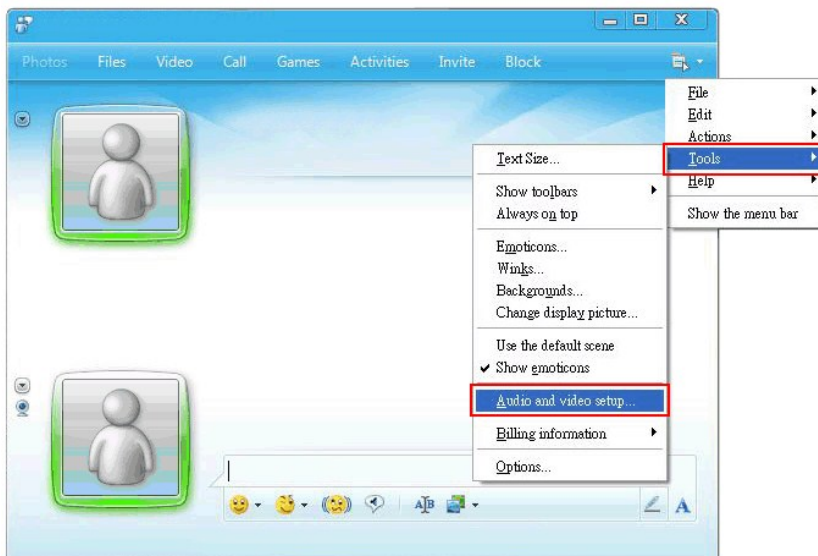 Photos Files Video Call Games Activities Invite Block
File
Edit
Actions
Tools
Help
Show the menu bar
Text Size...
Show toolbars
Always on top
Emoticons...
Winks...
Backgrounds...
Change display picture...
Use the default scene
Show emoticons
Audio and video setup...
Billing information
Options...